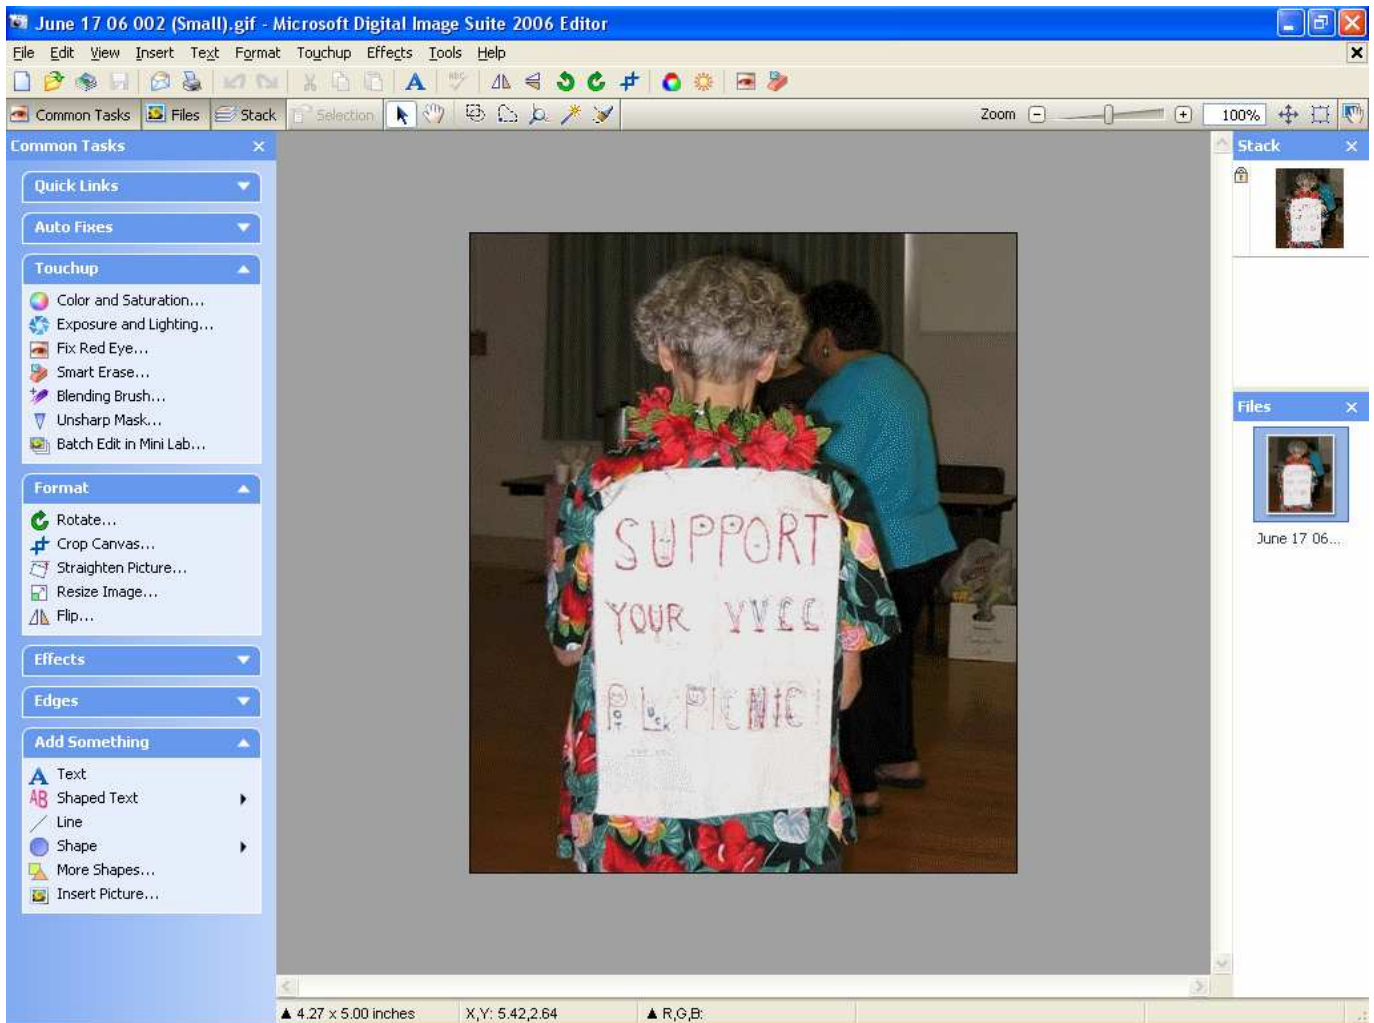 June 17 06 002 (Small).gif - Microsoft Digital Image Suite 2006 Editor
File Edit View Insert Text Format Touchup Effects Tools Help
Common Tasks Files Stack Selection Zoom 100%
Common Tasks
Quick Links
Auto Fixes
Touchup
Color and Saturation...
Exposure and Lighting...
Fix Red Eye...
Smart Erase...
Blending Brush...
Unsharp Mask...
Batch Edit in Mini Lab...
Format
Rotate...
Crop Canvas...
Straighten Picture...
Resize Image...
Flip...
Effects
Edges
Add Something
Text
Shaped Text
Line
Shape
More Shapes...
Insert Picture...
SUPPORT
YOUR VVCC
POT LUCK PICNIC!
Stack
Files
June 17 06...
4.27 x 5.00 inches X,Y: 5.42,2.64 R,G,B: